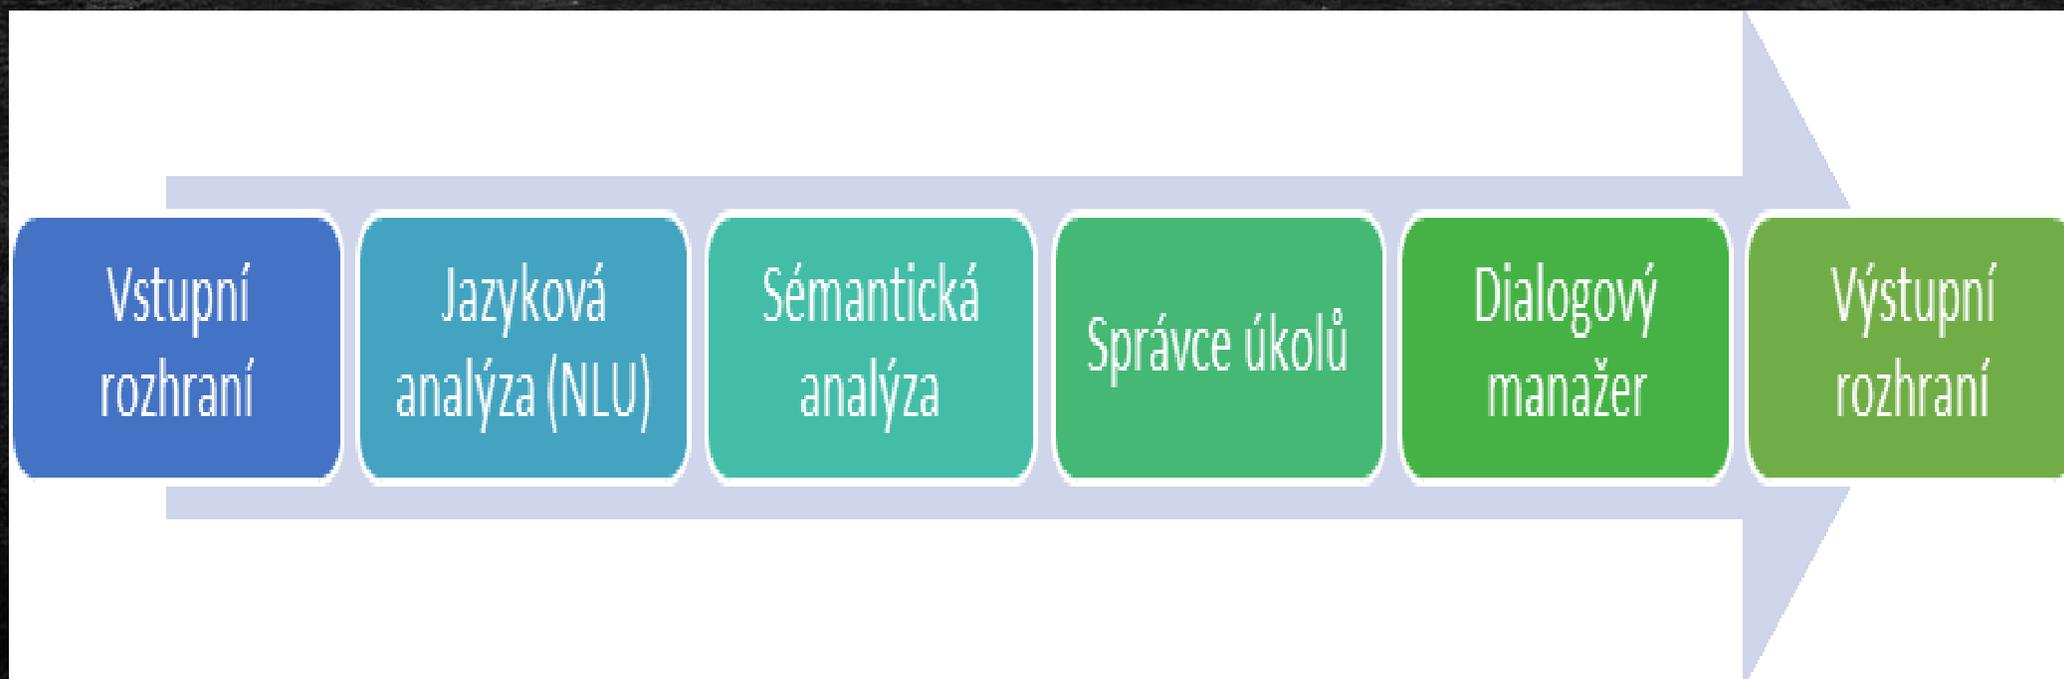 Vstupní
rozhraní
Jazyková
analýza (NLU)
Sémantická
analýza
Správce úkolů
Dialogový
manažer
Výstupní
rozhraní